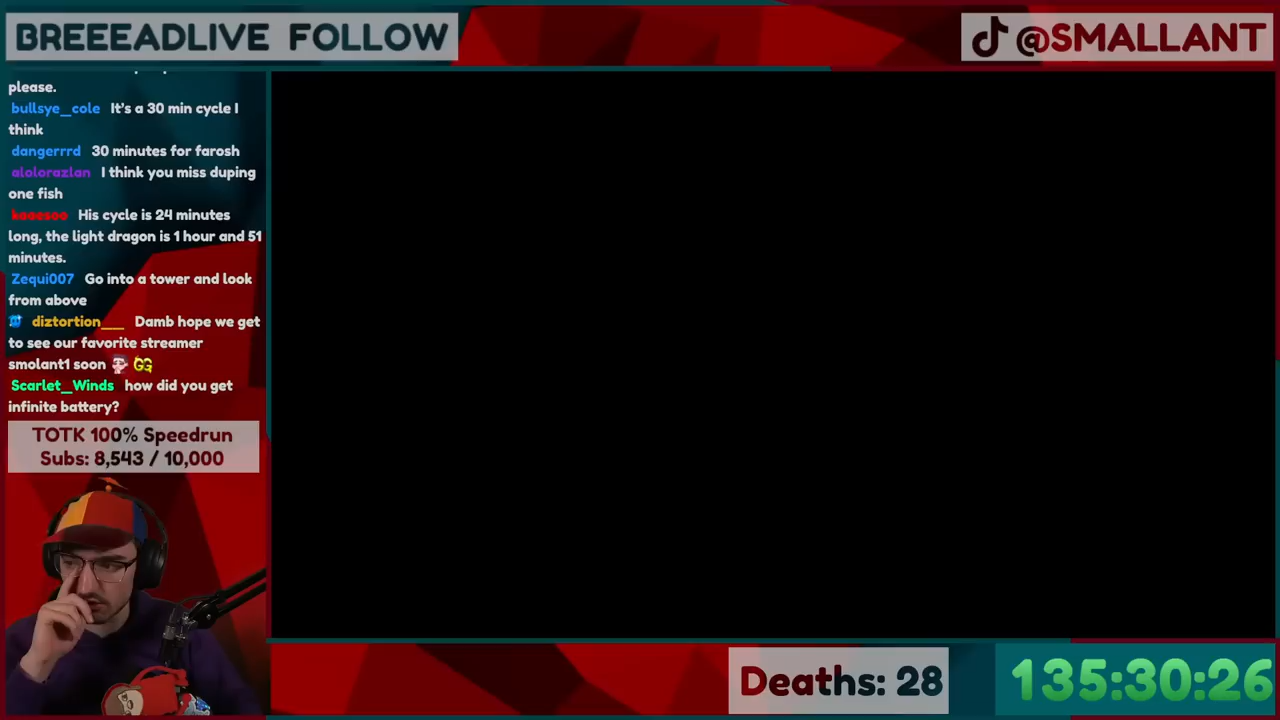 BREEEADLIVE FOLLOW
@SMALLANT
please.
bullsye_cole It's a 30 min cycle I
think
dangerrrd 30 minutes for farosh
alolorazlan I think you miss duping
one fish
kaaesoo His cycle is 24 minutes
long, the light dragon is 1 hour and 51
minutes.
Zequi007 Go into a tower and look
from above
diztortion__ Damb hope we get
to see our favorite streamer
smolant1 soon GG
Scarlet_Winds how did you get
infinite battery?
TOTK 100% Speedrun
Subs: 8,543 / 10,000
Deaths: 28
135:30:26